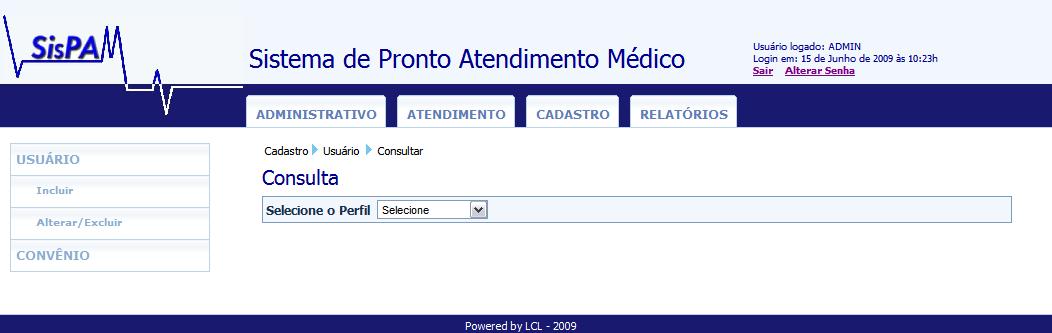 SisPA
Sistema de Pronto Atendimento Médico
Usuário logado: ADMIN
Login em: 15 de Junho de 2009 às 10:23h
Sair Alterar Senha
ADMINISTRATIVO ATENDIMENTO CADASTRO RELATÓRIOS
USUÁRIO
Incluir
Alterar/Excluir
CONVÊNIO
Cadastro Usuário Consultar
Consulta
Selecione o Perfil Selecione
Powered by LCL - 2009